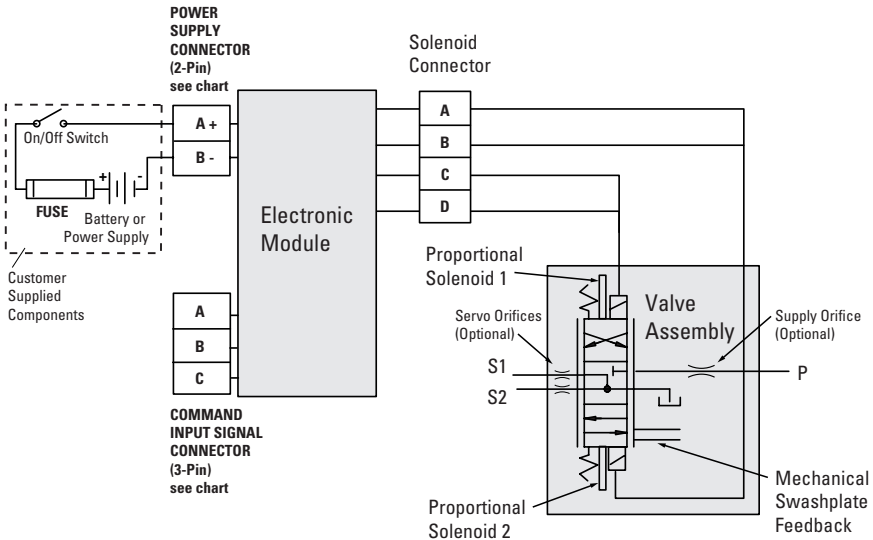 POWER
SUPPLY
CONNECTOR
(2-Pin)
see chart
Solenoid
Connector
On/Off Switch
+
-
FUSE
Battery or
Power Supply
Customer
Supplied
Components
A +
B -
Electronic
Module
A
B
C
D
A
B
C
COMMAND
INPUT SIGNAL
CONNECTOR
(3-Pin)
see chart
Proportional
Solenoid 1
Servo Orifices
(Optional)
Valve
Assembly
Supply Orifice
(Optional)
S1
S2
P
Proportional
Solenoid 2
Mechanical
Swashplate
Feedback